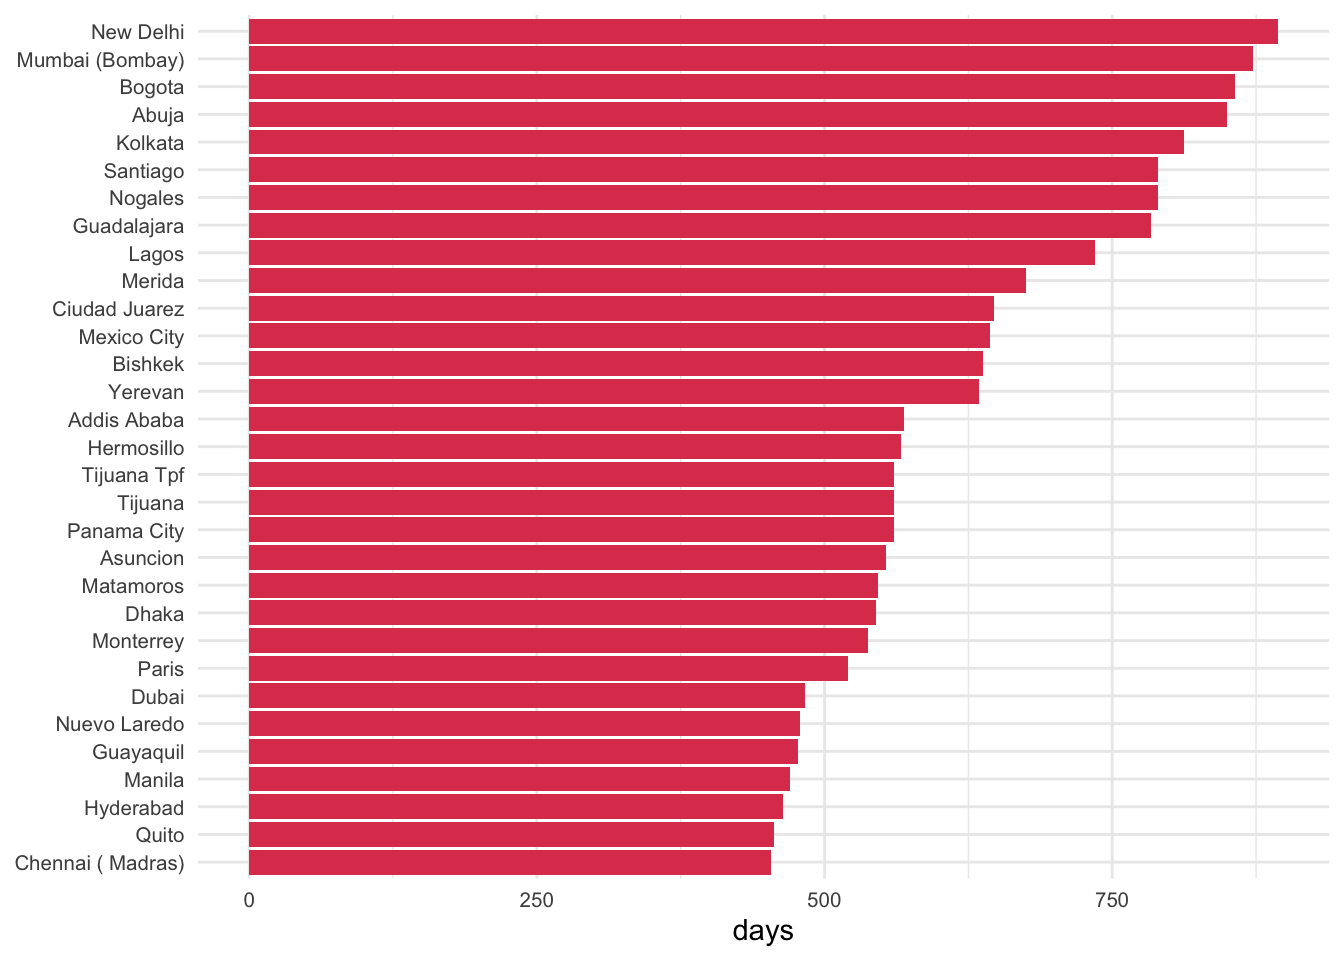 New Delhi
Mumbai (Bombay)
Bogota
Abuja
Kolkata
Santiago
Nogales
Guadalajara
Lagos
Merida
Ciudad Juarez
Mexico City
Bishkek
Yerevan
Addis Ababa
Hermosillo
Tijuana Tpf
Tijuana
Panama City
Asuncion
Matamoros
Dhaka
Monterrey
Paris
Dubai
Nuevo Laredo
Guayaquil
Manila
Hyderabad
Quito
Chennai ( Madras)
0 250 500 750
days